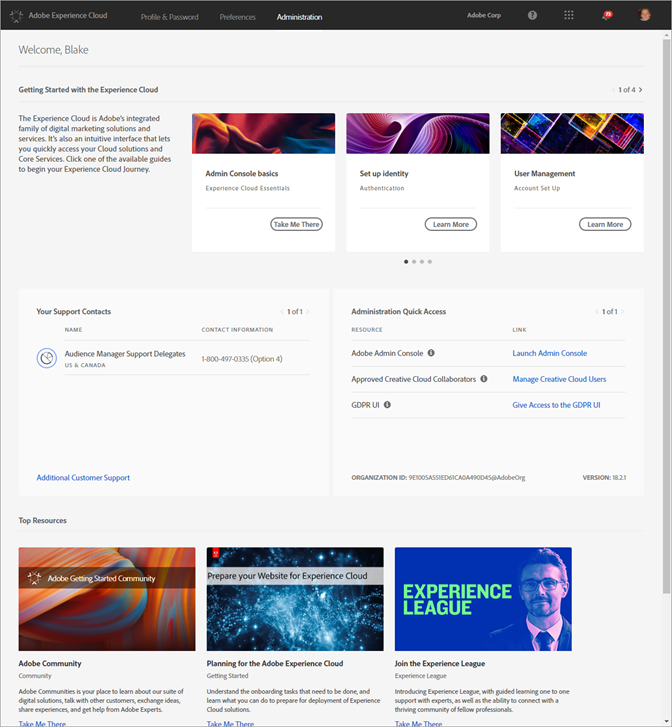 Adobe Experience Cloud
Profile & Password
Preferences
Administration
Adobe Corp
?
Welcome, Blake
Getting Started with the Experience Cloud
1 of 4
The Experience Cloud is Adobe's integrated
family of digital marketing solutions and
services. It's also an intuitive interface that lets
you quickly access your Cloud solutions and
Core Services. Click one of the available guides
to begin your Experience Cloud Journey.
Admin Console basics
Experience Cloud Essentials
Take Me There
Set up identity
Authentication
Learn More
User Management
Account Set Up
Learn More
Your Support Contacts
1 of 1
NAME
CONTACT INFORMATION
Audience Manager Support Delegates
US & CANADA
1-800-497-0335 (Option 4)
Additional Customer Support
Administration Quick Access
1 of 1
RESOURCE
LINK
Adobe Admin Console
Launch Admin Console
Approved Creative Cloud Collaborators
Manage Creative Cloud Users
GDPR UI
Give Access to the GDPR UI
ORGANIZATION ID: 9E1005A551ED61CA0A490D45@AdobeOrg
VERSION: 18.2.1
Top Resources
Adobe Getting Started Community
Adobe Community
Community
Adobe Communities is your place to learn about our suite of
digital solutions, talk with other customers, exchange ideas,
share experiences, and get help from Adobe Experts.
Take Me There
Prepare your Website for Experience Cloud
Planning for the Adobe Experience Cloud
Getting Started
Understand the onboarding tasks that need to be done, and
learn what you can do to prepare for deployment of Experience
Cloud solutions.
Take Me There
EXPERIENCE
LEAGUE
Join the Experience League
Experience League
Introducing Experience League, with guided learning one to one
support with experts, as well as the ability to connect with a
thriving community of fellow professionals.
Take Me There